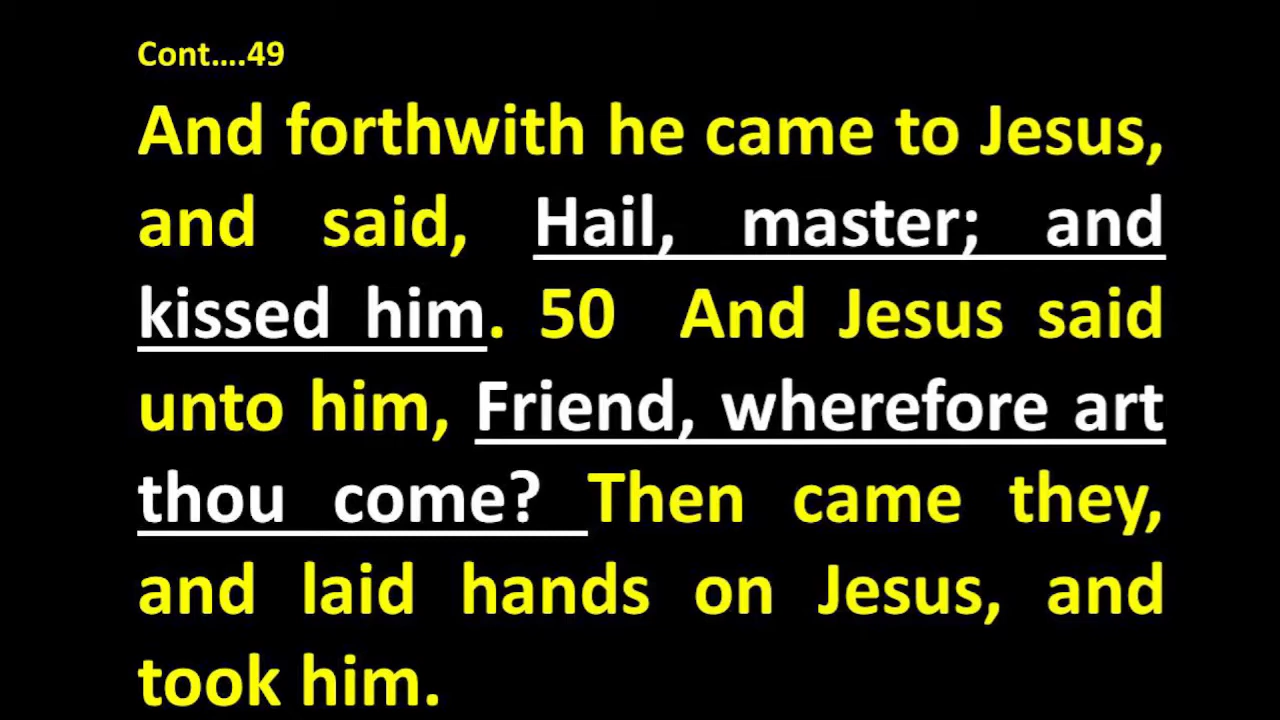 Cont....49
And forthwith he came to Jesus,
and said, Hail, master; and
kissed him. 50 And Jesus said
unto him, Friend, wherefore art
thou come? Then came they,
and laid hands on Jesus, and
took him.